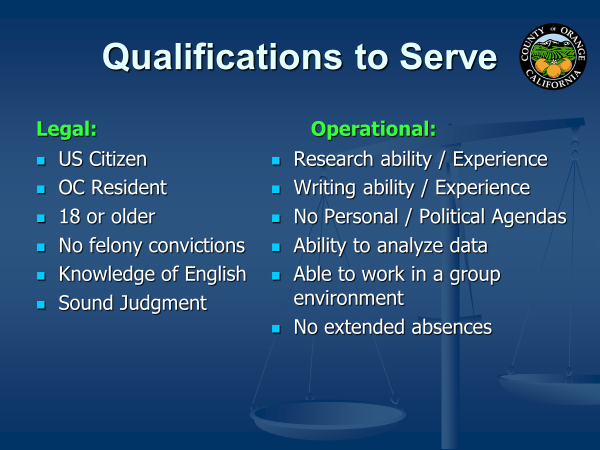 Qualifications to Serve
COUNTY OF ORANGE
CALIFORNIA
Legal:
US Citizen
OC Resident
18 or older
No felony convictions
Knowledge of English
Sound Judgment
Operational:
Research ability / Experience
Writing ability / Experience
No Personal / Political Agendas
Ability to analyze data
Able to work in a group
environment
No extended absences